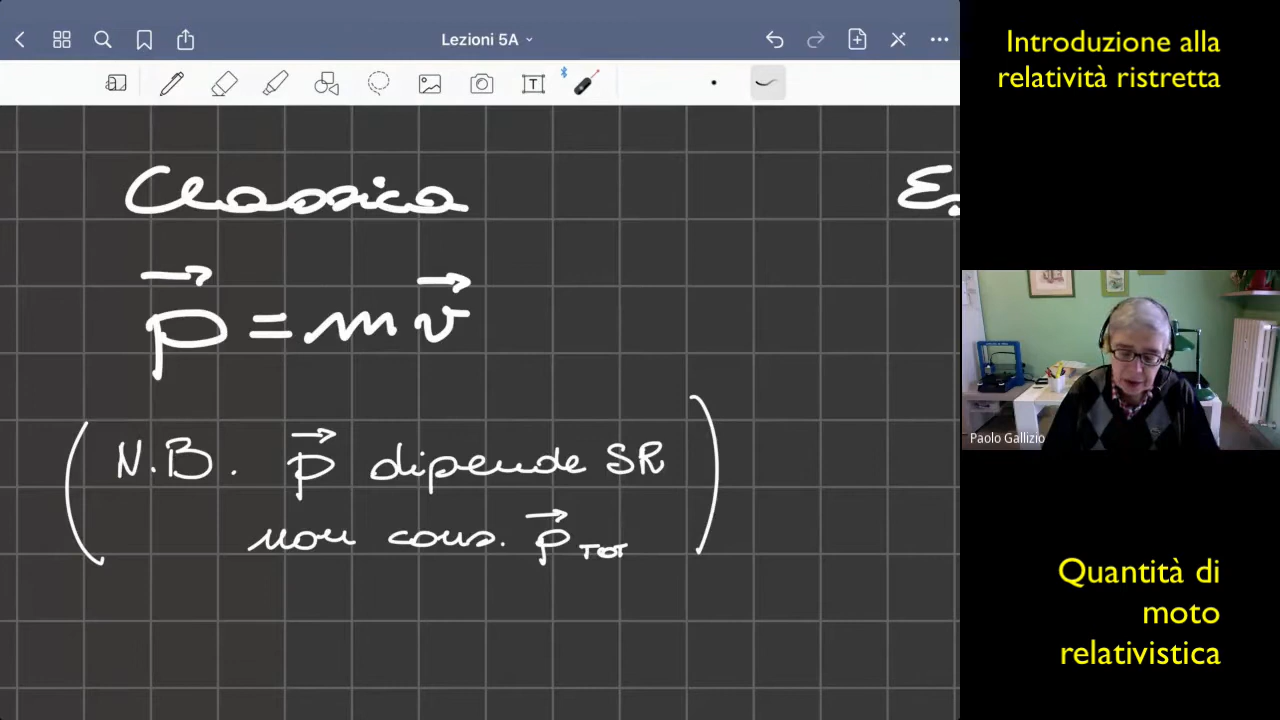 Lezioni 5A
Introduzione alla
relatività ristretta
Classica
p = m v
(N.B. p dipende SR
non cons. p TOT)
Paolo Gallizio
Quantità di
moto
relativistica